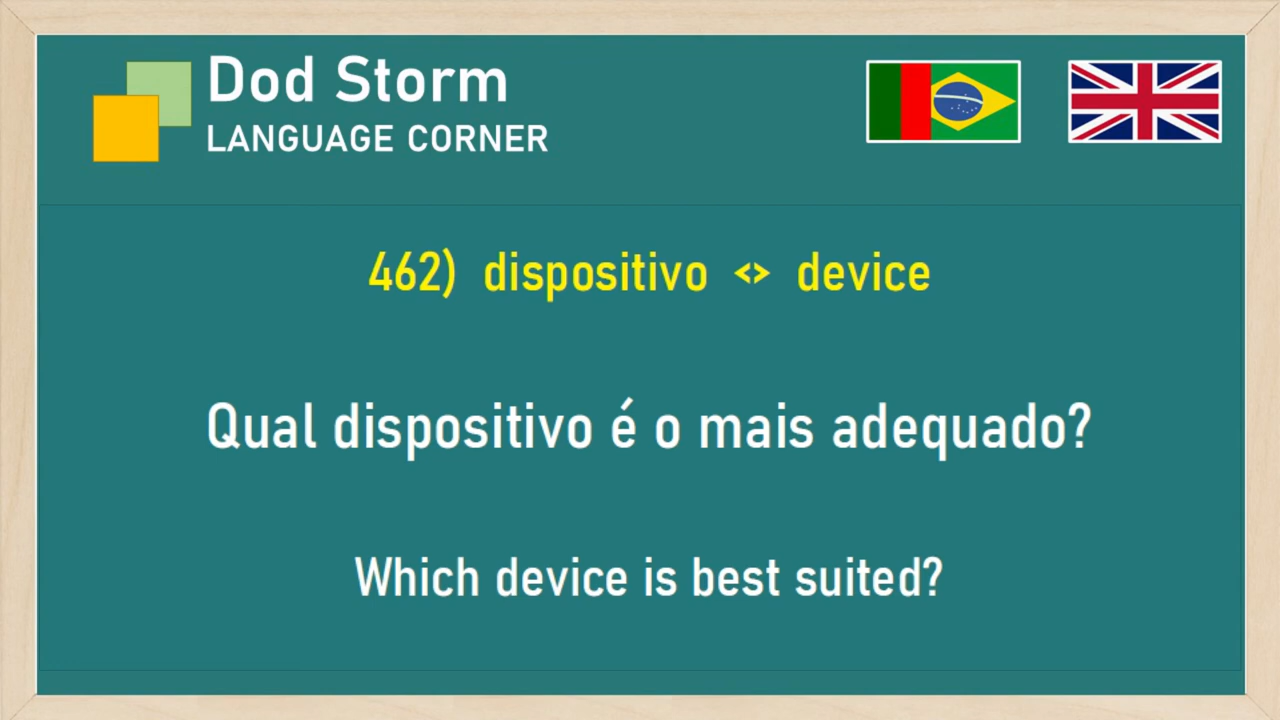 Dod Storm
LANGUAGE CORNER
462) dispositivo <> device
Qual dispositivo é o mais adequado?
Which device is best suited?